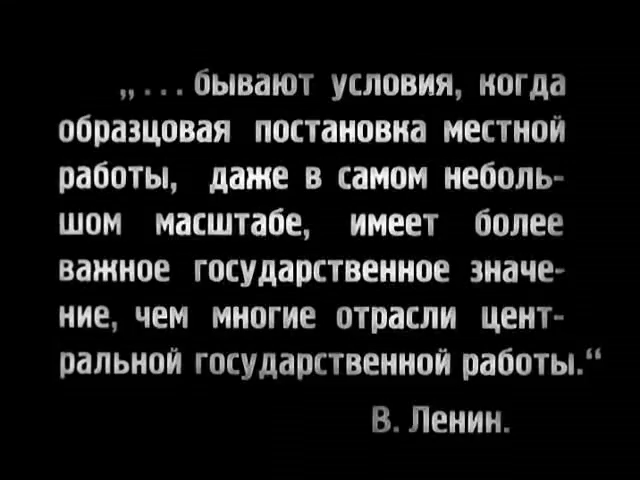 „... бывают условия, когда
образцовая постановка местной
работы, даже в самом неболь-
шом масштабе, имеет более
важное государственное значе-
ние, чем многие отрасли цент-
ральной государственной работы.“
В. Ленин.